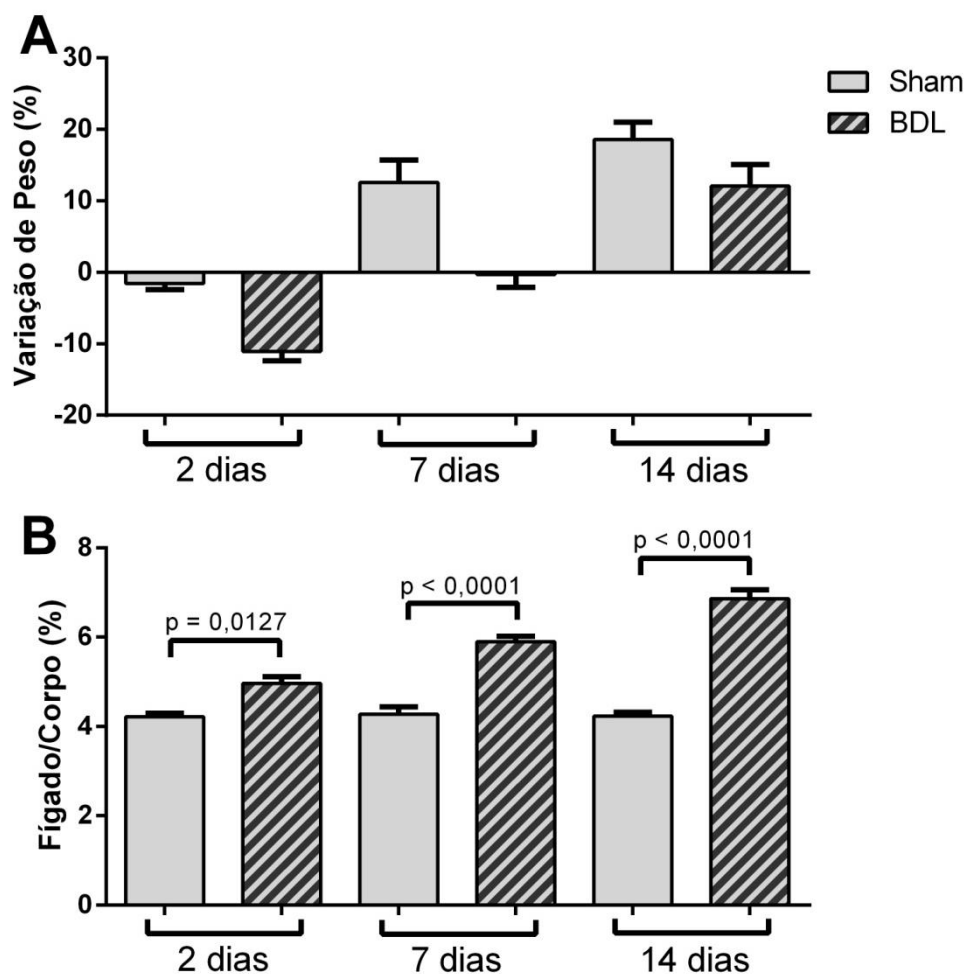 A
Variação de Peso (%)
30
20
10
0
-10
-20
Sham
BDL
2 dias
7 dias
14 dias
B
Fígado/Corpo (%)
8
6
4
2
0
p = 0,0127
p < 0,0001
p < 0,0001
2 dias
7 dias
14 dias